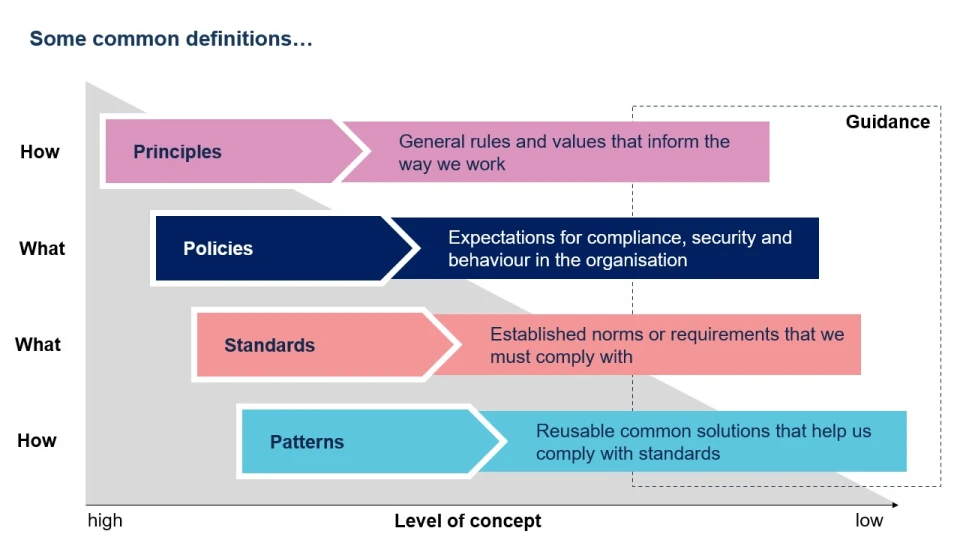 Some common definitions…
Guidance
How
Principles
General rules and values that inform the
way we work
What
Policies
Expectations for compliance, security and
behaviour in the organisation
What
Standards
Established norms or requirements that we
must comply with
How
Patterns
Reusable common solutions that help us
comply with standards
high
Level of concept
low